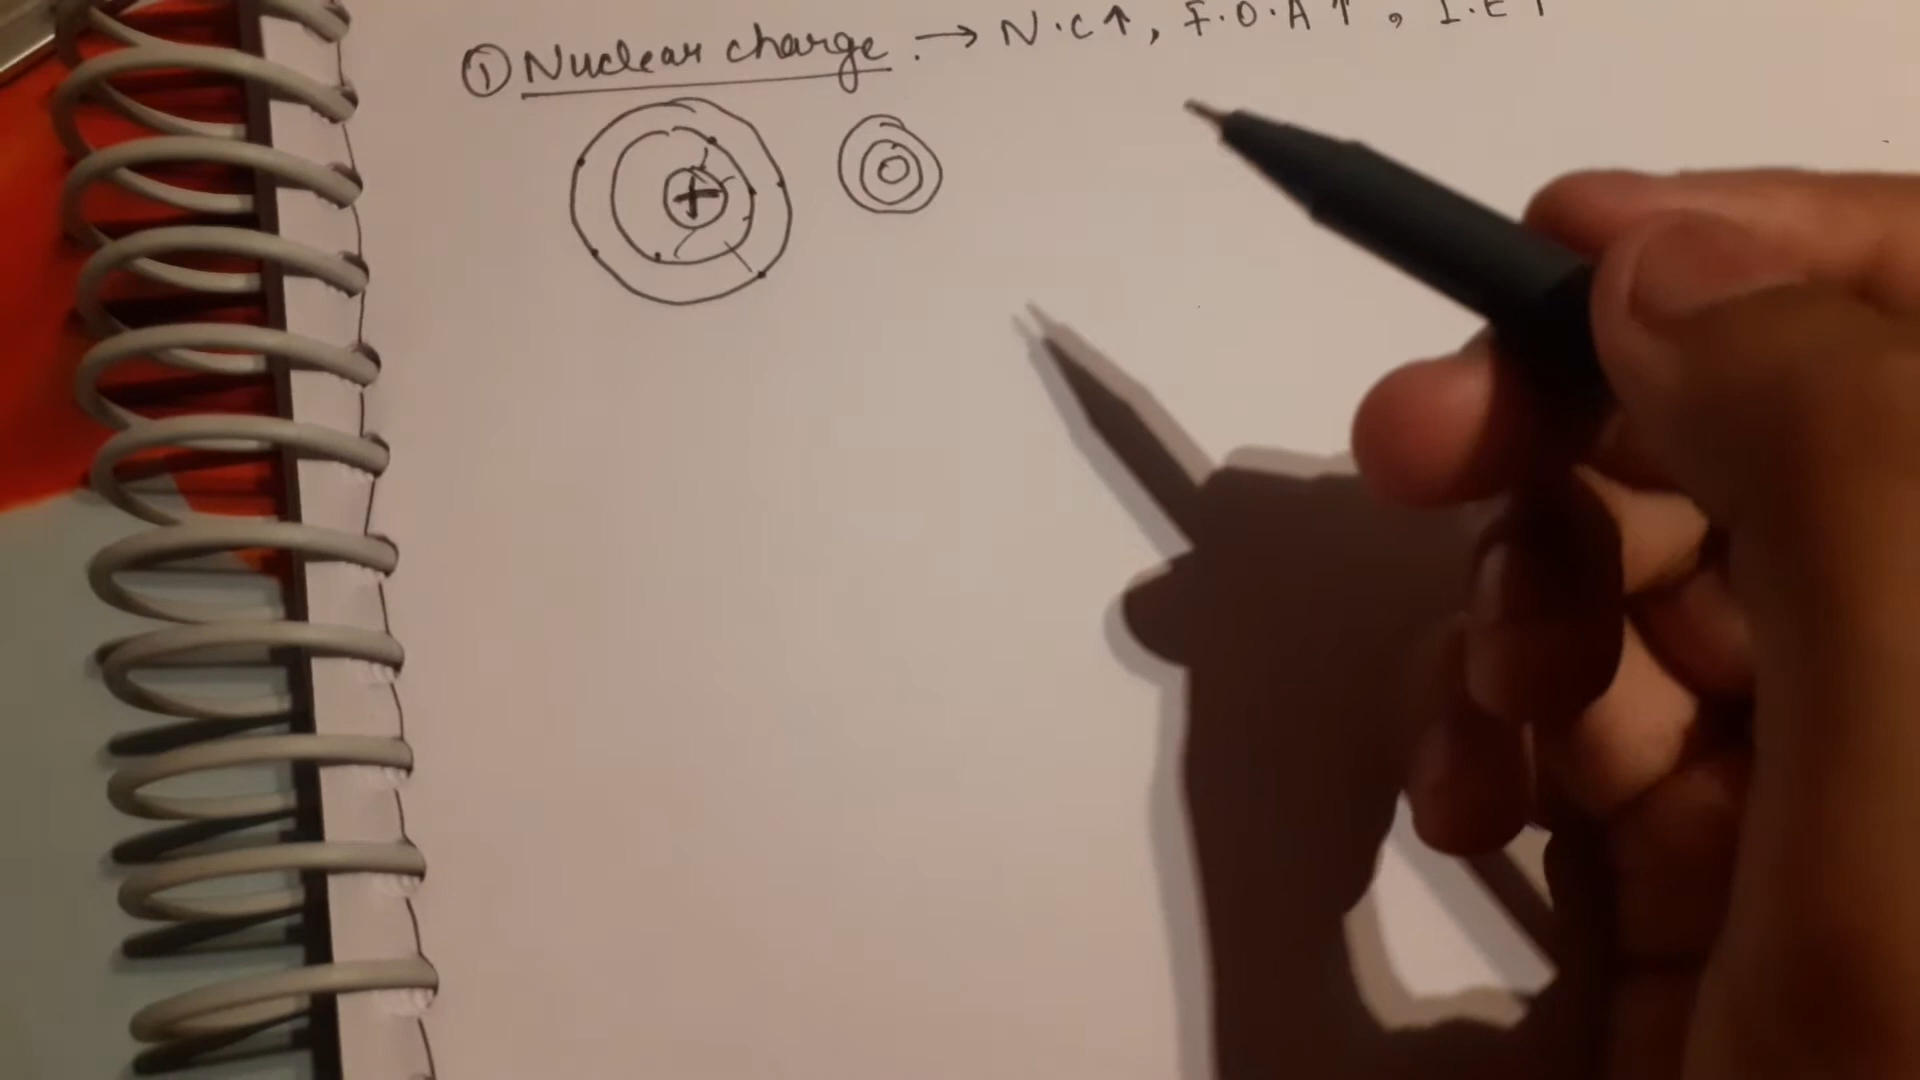 ① Nuclear charge. → N.C↑, F.O.A↑, I.E↑
+